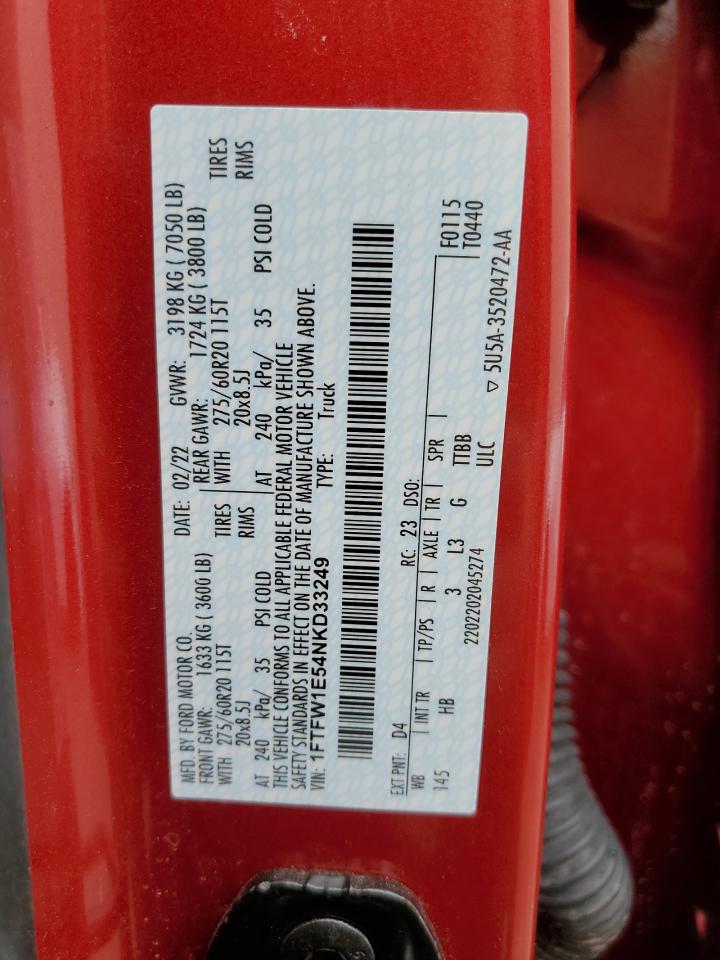 MFD. BY FORD MOTOR CO.
DATE: 02/22 GVWR: 3198 KG ( 7050 LB)
FRONT GAWR: 1633 KG ( 3600 LB)
REAR GAWR: 1724 KG ( 3800 LB)
WITH 275/60R20 115T TIRES
WITH 275/60R20 115T TIRES
20x8.5J RIMS
20x8.5J RIMS
AT 240 kPa/ 35 PSI COLD
AT 240 kPa/ 35 PSI COLD
THIS VEHICLE CONFORMS TO ALL APPLICABLE FEDERAL MOTOR VEHICLE
SAFETY STANDARDS IN EFFECT ON THE DATE OF MANUFACTURE SHOWN ABOVE.
VIN: 1FTFW1E54NKD33249 TYPE: Truck
EXT PNT: D4 RC: 23 DSO:
F0115
WB | INT TR | TP/PS | R | AXLE | TR | SPR | T0440
145 HB 3 L3 G TTBB
2202202045274 ULC ▽ 5U5A-3520472-AA